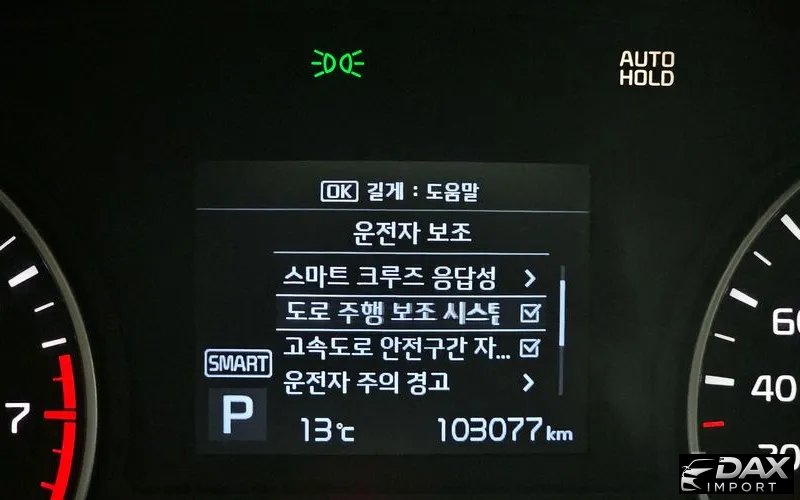 AUTO
HOLD
OK 길게 : 도움말
운전자 보조
스마트 크루즈 응답성
도로 주행 보조 시스
고속도로 안전구간 자...
운전자 주의 경고
SMART
P
13℃
103077km
7
60
40
20
DAX
IMPORT